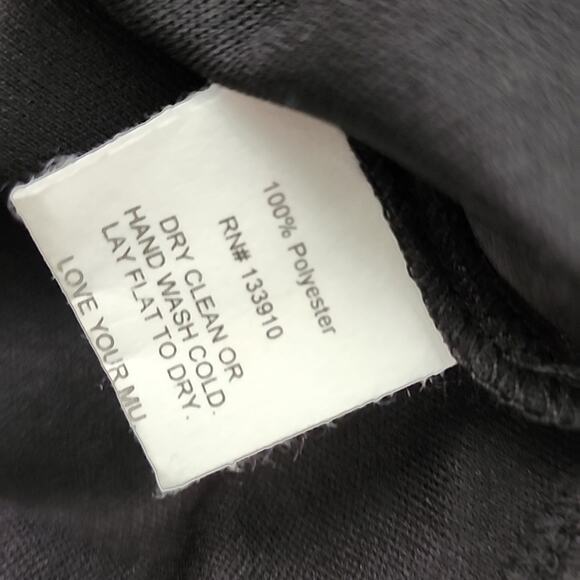 100% Polyester
RN# 133910
DRY CLEAN OR
HAND WASH COLD.
LAY FLAT TO DRY.
LOVE YOUR MU